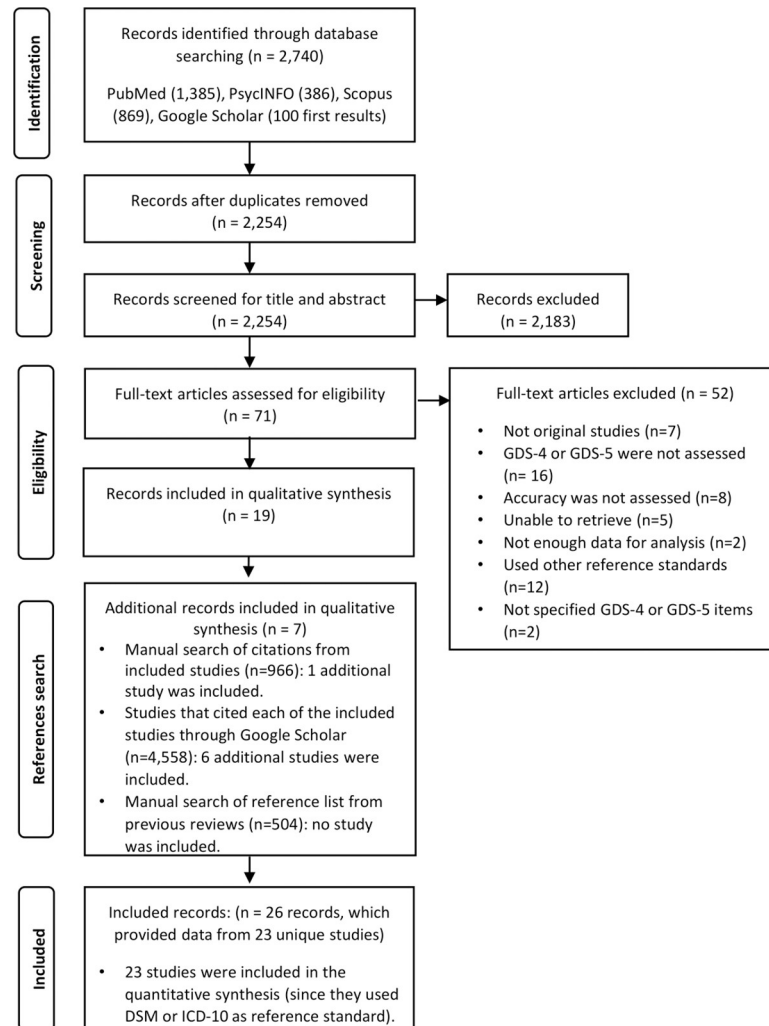 Identification
Records identified through database
searching (n = 2,740)
PubMed (1,385), PsycINFO (386), Scopus
(869), Google Scholar (100 first results)
Screening
Records after duplicates removed
(n = 2,254)
Records screened for title and abstract
(n = 2,254)
Records excluded
(n = 2,183)
Eligibility
Full-text articles assessed for eligibility
(n = 71)
Full-text articles excluded (n = 52)
• Not original studies (n=7)
• GDS-4 or GDS-5 were not assessed
(n= 16)
• Accuracy was not assessed (n=8)
• Unable to retrieve (n=5)
• Not enough data for analysis (n=2)
• Used other reference standards
(n=12)
• Not specified GDS-4 or GDS-5 items
(n=2)
Records included in qualitative synthesis
(n = 19)
References search
Additional records included in qualitative
synthesis (n = 7)
• Manual search of citations from
included studies (n=966): 1 additional
study was included.
• Studies that cited each of the included
studies through Google Scholar
(n=4,558): 6 additional studies were
included.
• Manual search of reference list from
previous reviews (n=504): no study
was included.
Included
Included records: (n = 26 records, which
provided data from 23 unique studies)
• 23 studies were included in the
quantitative synthesis (since they used
DSM or ICD-10 as reference standard).